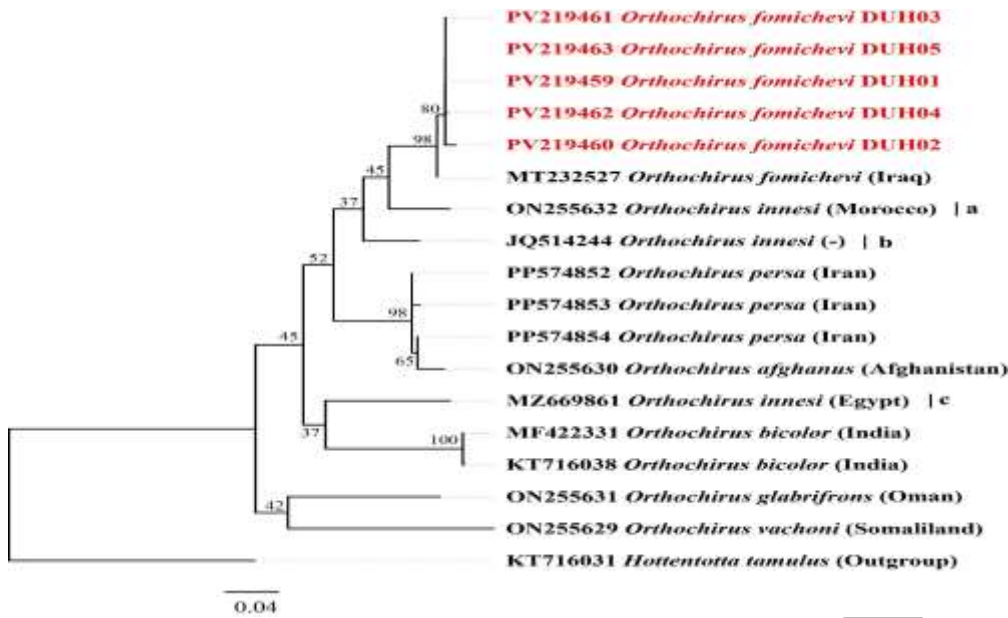 PV219461 Orthochirus fomichevi DUH03
PV219463 Orthochirus fomichevi DUH05
PV219459 Orthochirus fomichevi DUH01
80
PV219462 Orthochirus fomichevi DUH04
98
PV219460 Orthochirus fomichevi DUH02
45
MT232527 Orthochirus fomichevi (Iraq)
37
ON255632 Orthochirus innesi (Morocco) | a
JQ514244 Orthochirus innesi (-) | b
52
PP574852 Orthochirus persa (Iran)
98
PP574853 Orthochirus persa (Iran)
45
PP574854 Orthochirus persa (Iran)
65
ON255630 Orthochirus afghanus (Afghanistan)
MZ669861 Orthochirus innesi (Egypt) | c
37
100
MF422331 Orthochirus bicolor (India)
KT716038 Orthochirus bicolor (India)
42
ON255631 Orthochirus glabrifrons (Oman)
ON255629 Orthochirus vachoni (Somaliland)
KT716031 Hottentotta tamulus (Outgroup)
0.04